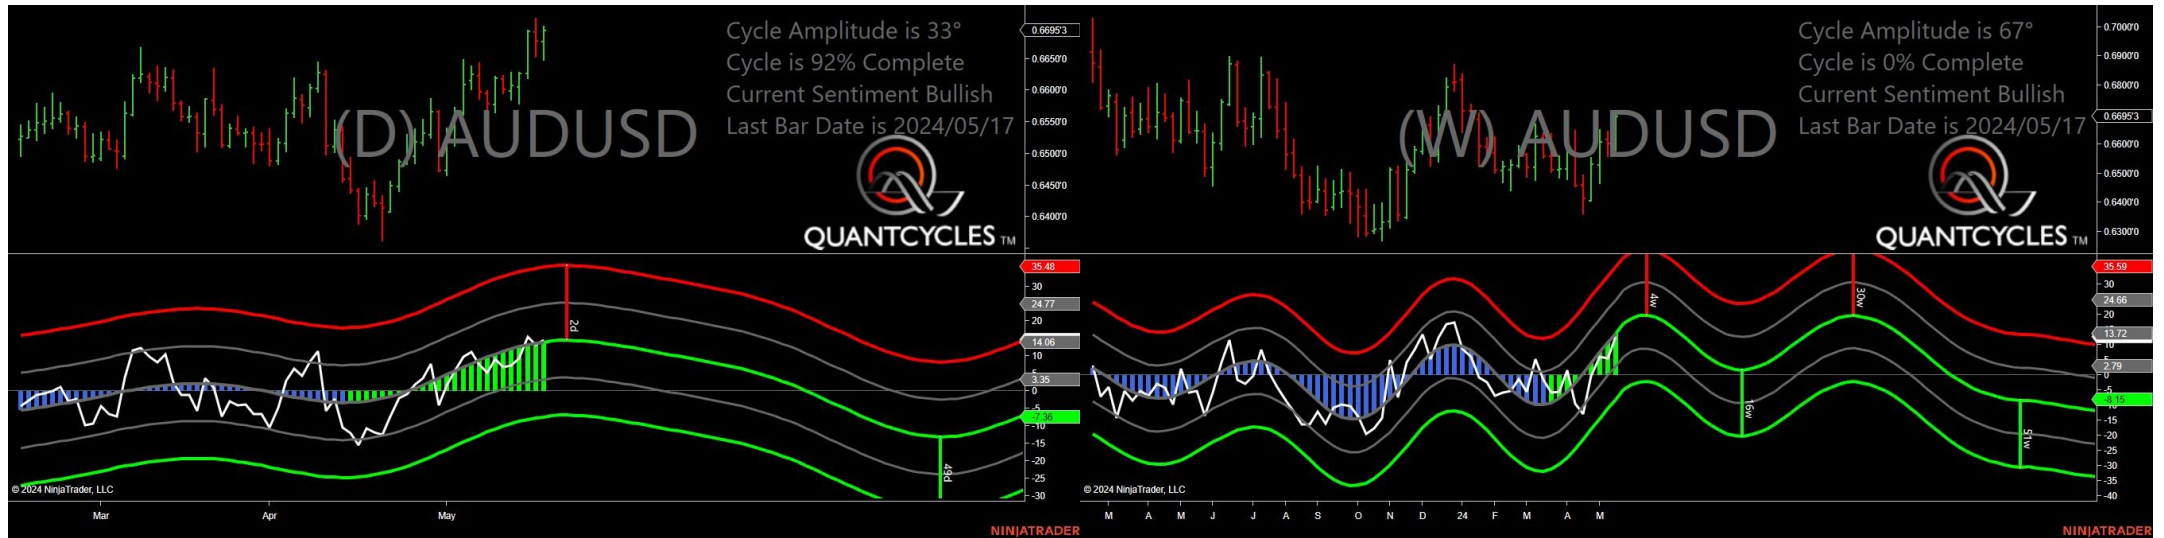 Cycle Amplitude is 33°
Cycle is 92% Complete
Current Sentiment Bullish
Last Bar Date is 2024/05/17
(D) AUDUSD
QUANTCYCLES TM
0.6695'3
0.6650'0
0.6600'0
0.6550'0
0.6500'0
0.6450'0
0.6400'0
35.48
30
24.77
20
14.06
10
5
3.35
0
-5
-7.36
-10
-15
-20
-25
-30
2d
49d
© 2024 NinjaTrader, LLC
Mar
Apr
May
NINJATRADER
Cycle Amplitude is 67°
Cycle is 0% Complete
Current Sentiment Bullish
Last Bar Date is 2024/05/17
(W) AUDUSD
QUANTCYCLES TM
0.7000'0
0.6900'0
0.6800'0
0.6695'3
0.6600'0
0.6500'0
0.6400'0
0.6300'0
35.59
30
24.66
20
13.72
10
5
2.79
0
-5
-8.15
-10
-15
-20
-25
-30
-35
-40
4w
16w
30w
51w
© 2024 NinjaTrader, LLC
M A M J J A S O N D 24 F M A M
NINJATRADER